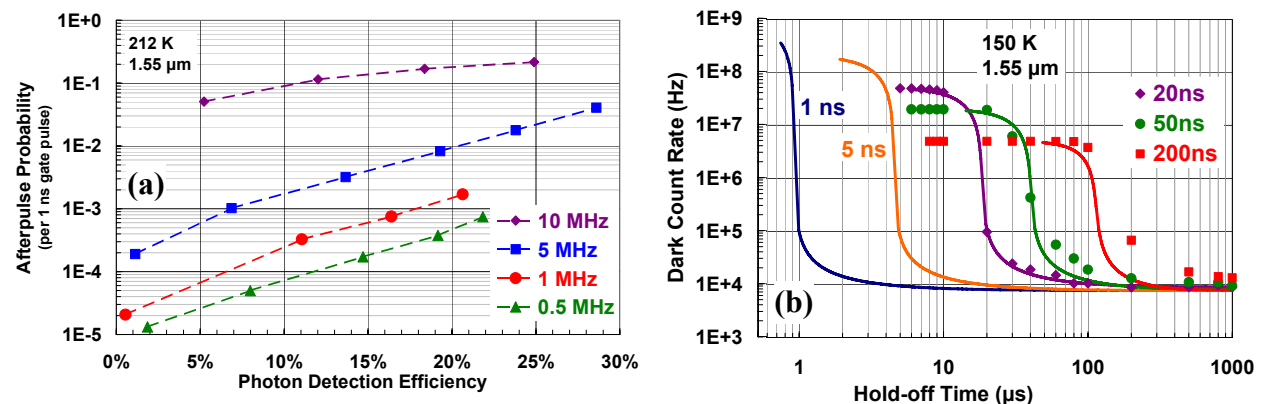 1E+0
1E-1
1E-2
1E-3
1E-4
1E-5
Afterpulse Probability
(per 1 ns gate pulse)
212 K
1.55 µm
(a)
10 MHz
5 MHz
1 MHz
0.5 MHz
0% 5% 10% 15% 20% 25% 30%
Photon Detection Efficiency
1E+9
1E+8
1E+7
1E+6
1E+5
1E+4
1E+3
Dark Count Rate (Hz)
150 K
1.55 µm
1 ns
5 ns
20ns
50ns
200ns
(b)
1 10 100 1000
Hold-off Time (µs)